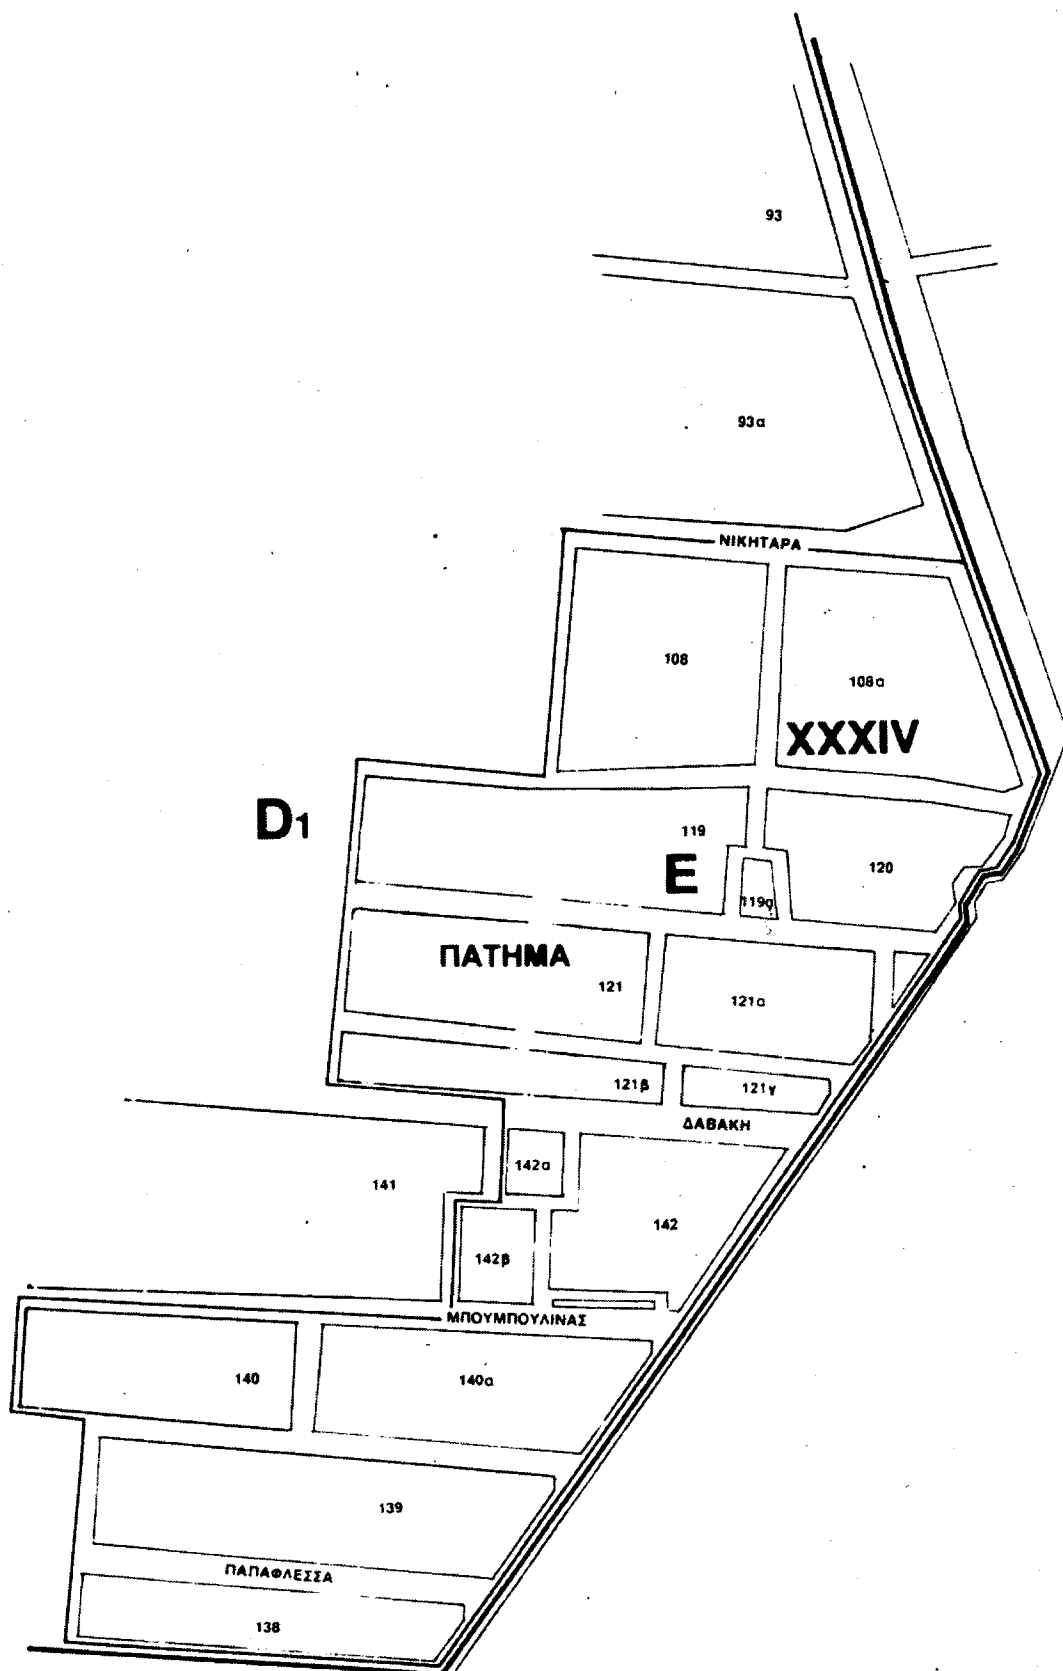 93
93α
ΝΙΚΗΤΑΡΑ
108
108α
XXXIV
D1
119
E
120
119α
ΠΑΤΗΜΑ
121
121α
121β
121γ
ΔΑΒΑΚΗ
142α
141
142
142β
ΜΠΟΥΜΠΟΥΛΙΝΑΣ
140
140α
139
ΠΑΠΑΦΛΕΣΣΑ
138